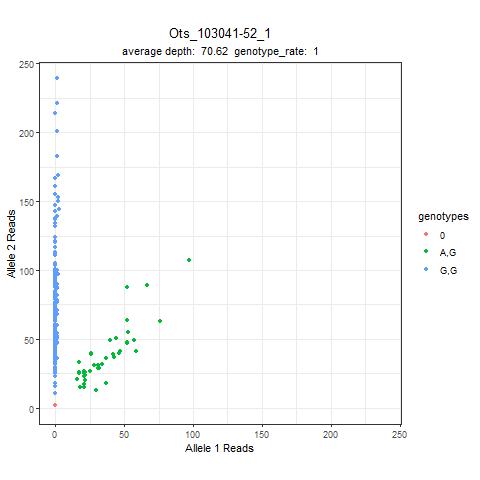 Ots_103041-52_1
average depth: 70.62 genotype_rate: 1
250
200
150
100
50
0
Allele 2 Reads
0 50 100 150 200 250
Allele 1 Reads
genotypes
0
A,G
G,G